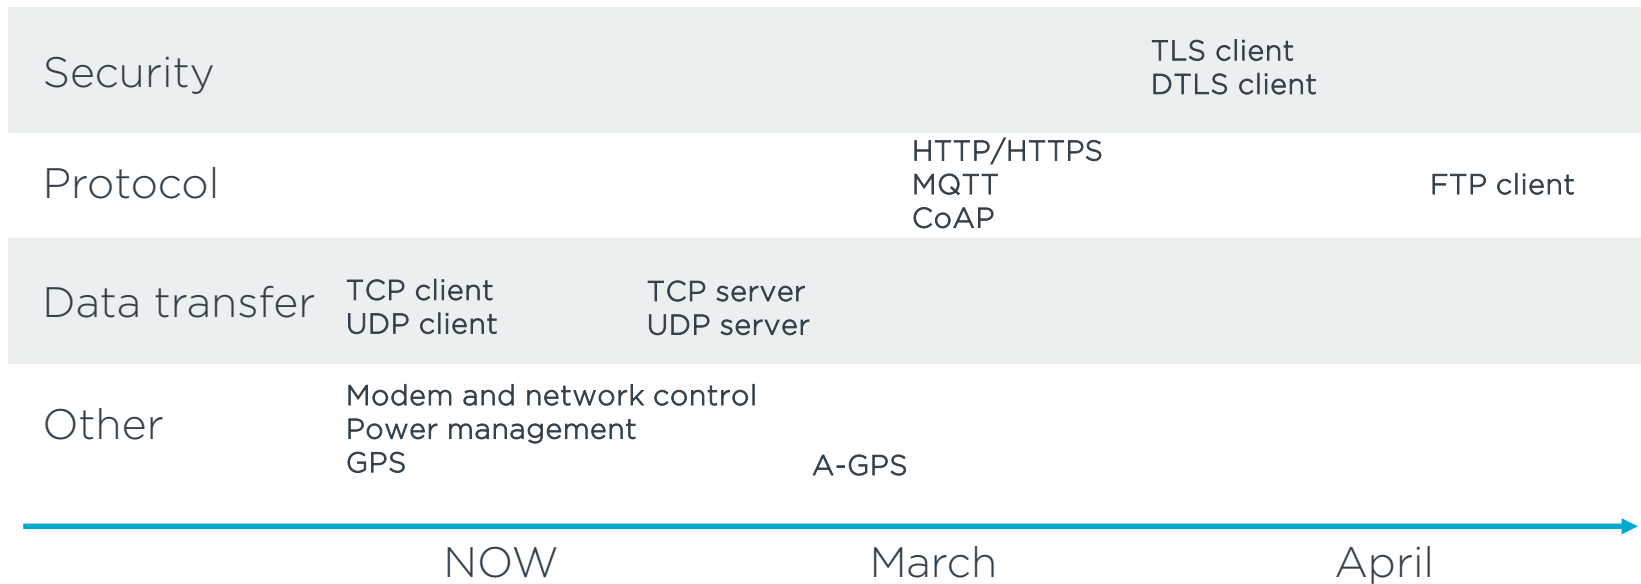 Security
TLS client
DTLS client
Protocol
HTTP/HTTPS
MQTT
CoAP
FTP client
Data transfer
TCP client
UDP client
TCP server
UDP server
Other
Modem and network control
Power management
GPS
A-GPS
NOW
March
April